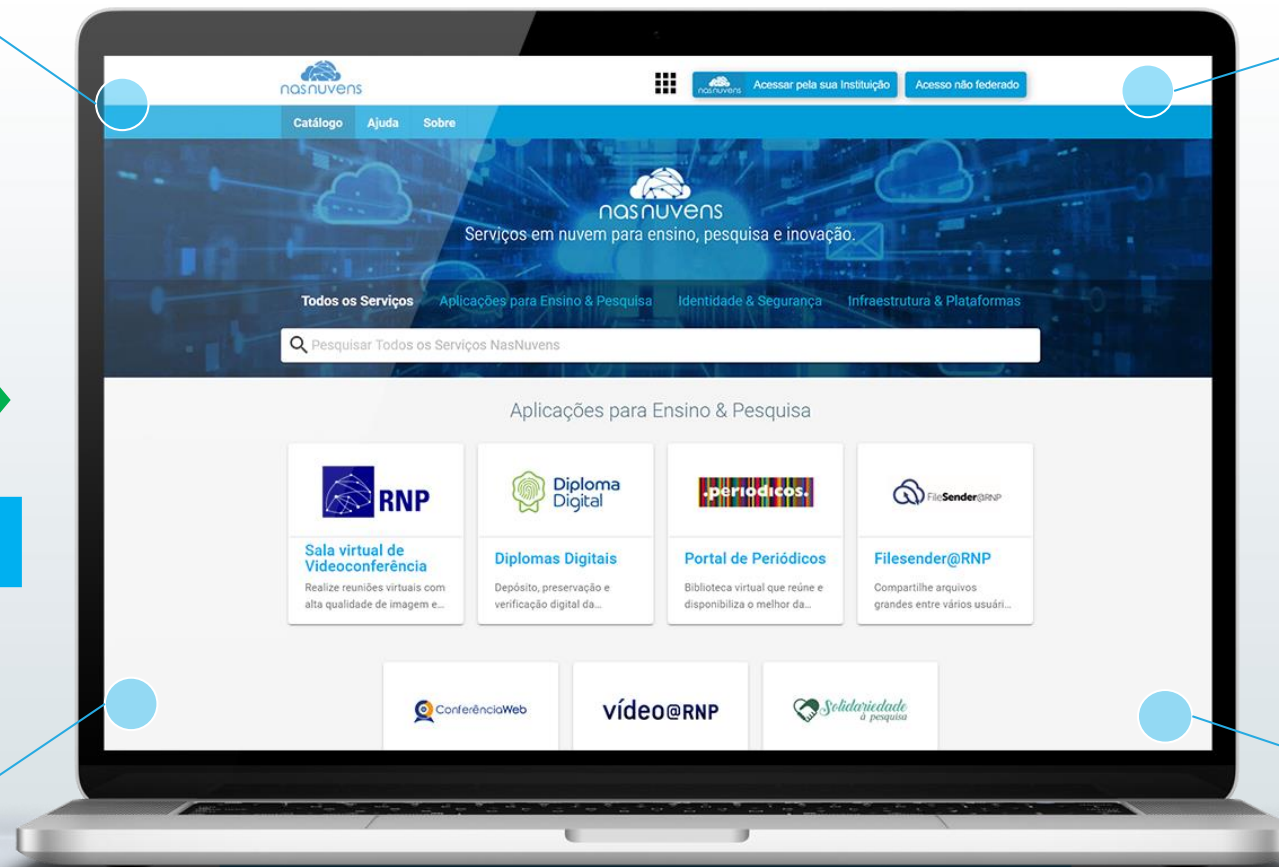 nasnuvens
nasnuvens Acessar pela sua Instituição
Acesso não federado
Catálogo Ajuda Sobre
nasnuvens
Serviços em nuvem para ensino, pesquisa e inovação.
Todos os Serviços Aplicações para Ensino & Pesquisa Identidade & Segurança Infraestrutura & Plataformas
Pesquisar Todos os Serviços NasNuvens
Aplicações para Ensino & Pesquisa
RNP
Sala virtual de
Videoconferência
Realize reuniões virtuais com
alta qualidade de imagem e...
Diploma
Digital
Diplomas Digitais
Depósito, preservação e
verificação digital da...
.periodicos.
Portal de Periódicos
Biblioteca virtual que reúne e
disponibiliza o melhor da...
FileSender@RNP
Filesender@RNP
Compartilhe arquivos
grandes entre vários usuári...
ConferênciaWeb
vídeo@RNP
Solidariedade
à pesquisa